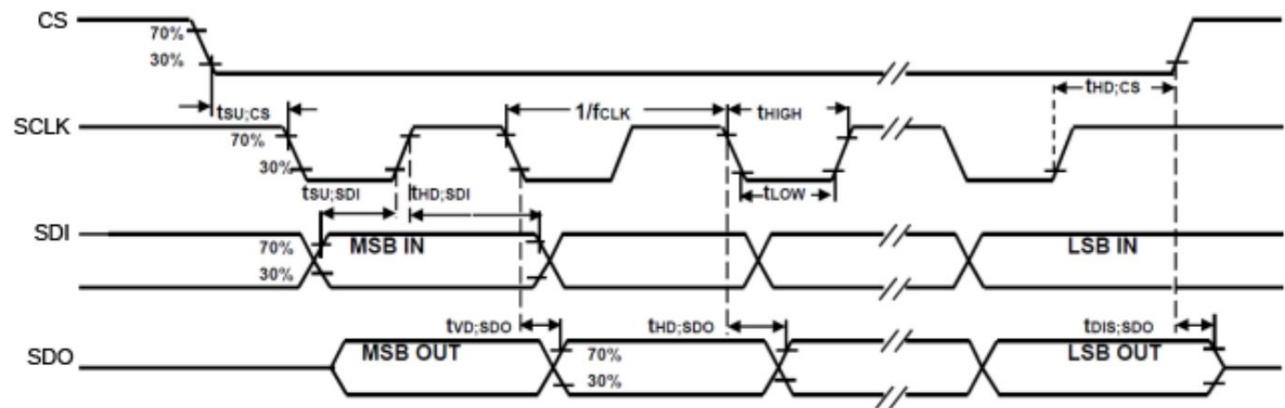 CS
70%
30%
tHD;CS
tSU;CS
1/fCLK
tHIGH
SCLK
70%
30%
tSU;SDI
tHD;SDI
tLOW
SDI
70%
MSB IN
LSB IN
30%
tVD;SDO
tHD;SDO
tDIS;SDO
SDO
MSB OUT
70%
LSB OUT
30%